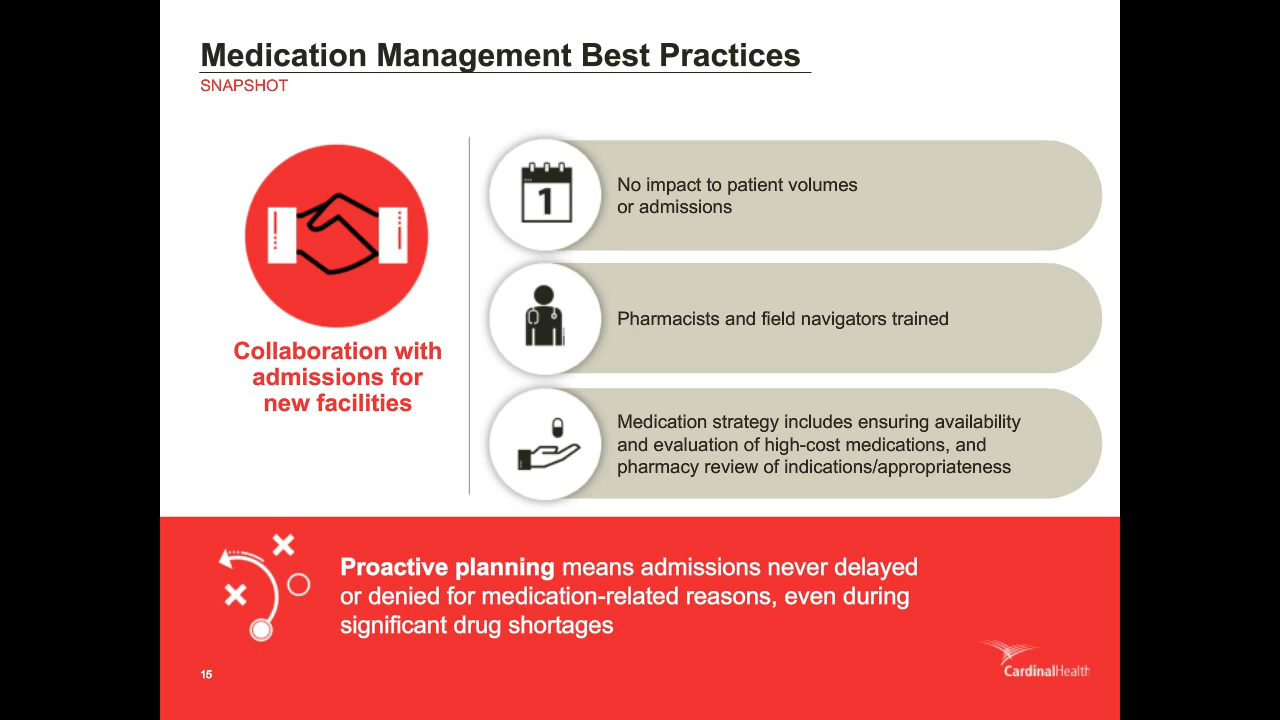 Medication Management Best Practices
SNAPSHOT
1
No impact to patient volumes
or admissions
Pharmacists and field navigators trained
Collaboration with
admissions for
new facilities
Medication strategy includes ensuring availability
and evaluation of high-cost medications, and
pharmacy review of indications/appropriateness
Proactive planning means admissions never delayed
or denied for medication-related reasons, even during
significant drug shortages
15
CardinalHealth